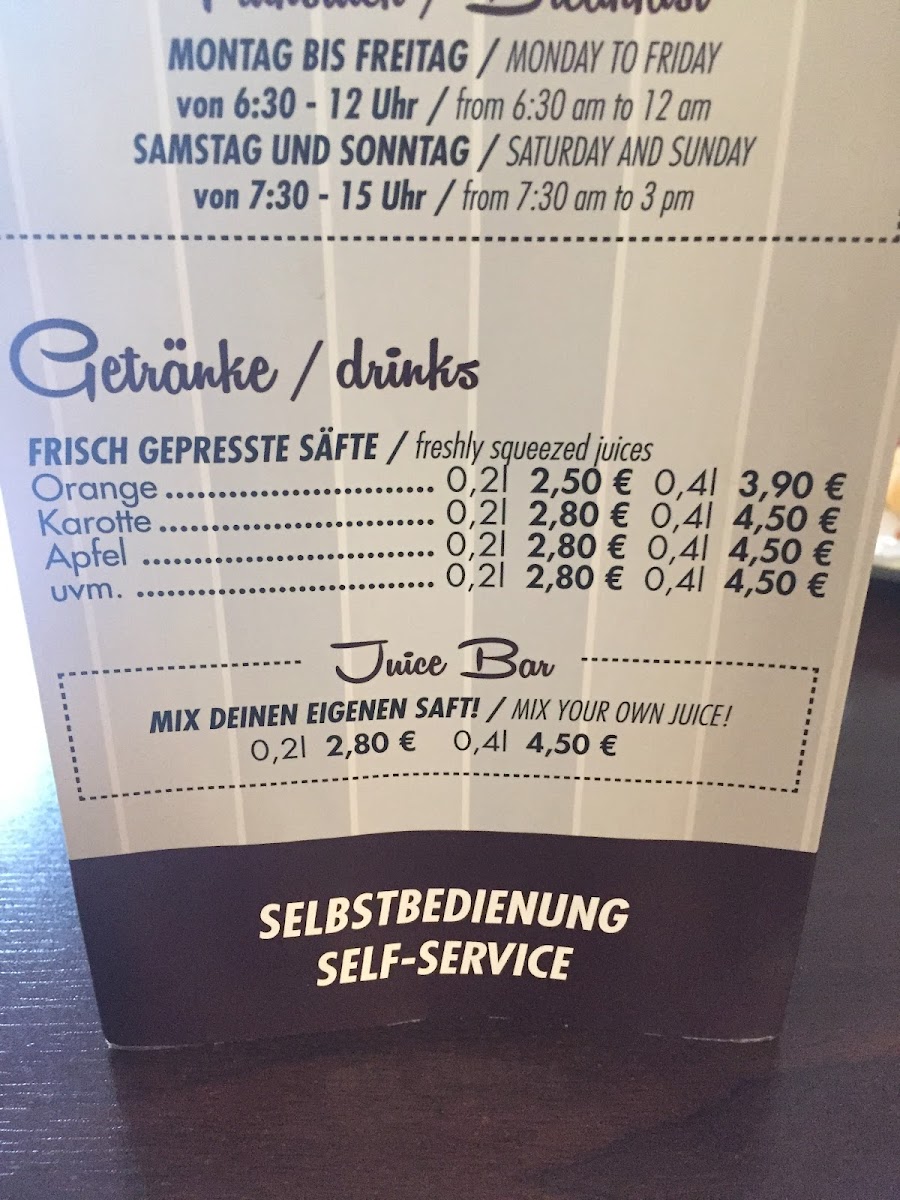 Frühstück / Breakfast
MONTAG BIS FREITAG / MONDAY TO FRIDAY
von 6:30 - 12 Uhr / from 6:30 am to 12 am
SAMSTAG UND SONNTAG / SATURDAY AND SUNDAY
von 7:30 - 15 Uhr / from 7:30 am to 3 pm
Getränke / drinks
FRISCH GEPRESSTE SÄFTE / freshly squeezed juices
Orange ........................... 0,2l 2,50 € 0,4l 3,90 €
Karotte ........................... 0,2l 2,80 € 0,4l 4,50 €
Apfel ............................. 0,2l 2,80 € 0,4l 4,50 €
uvm. .............................. 0,2l 2,80 € 0,4l 4,50 €
Juice Bar
MIX DEINEN EIGENEN SAFT! / MIX YOUR OWN JUICE!
0,2l 2,80 € 0,4l 4,50 €
SELBSTBEDIENUNG
SELF-SERVICE